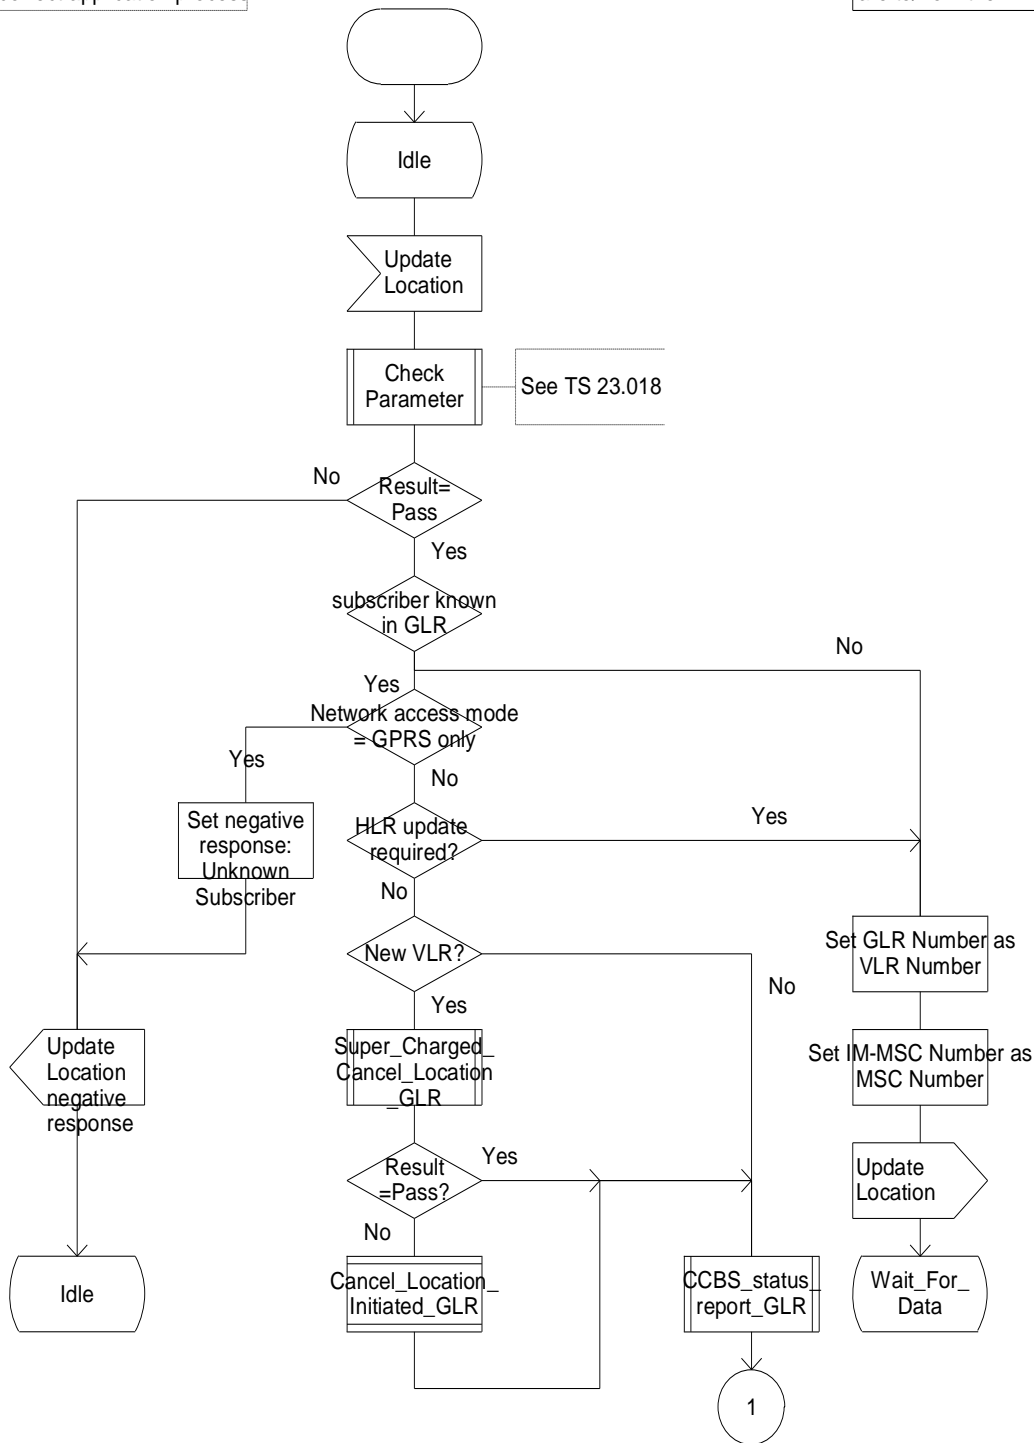 Idle
Update
Location
Check
Parameter
See TS 23.018
No
Result=
Pass
Yes
subscriber known
in GLR
No
Yes
Network access mode
= GPRS only
Yes
No
Set negative
response:
Unknown
Subscriber
HLR update
required?
Yes
No
New VLR?
No
Set GLR Number as
VLR Number
Yes
Update
Location
negative
response
Super_Charged_
Cancel_Location
_GLR
Set IM-MSC Number as
MSC Number
Result
=Pass?
Yes
Update
Location
No
Idle
Cancel_Location_
Initiated_GLR
CCBS_status_
report_GLR
Wait_For_
Data
1